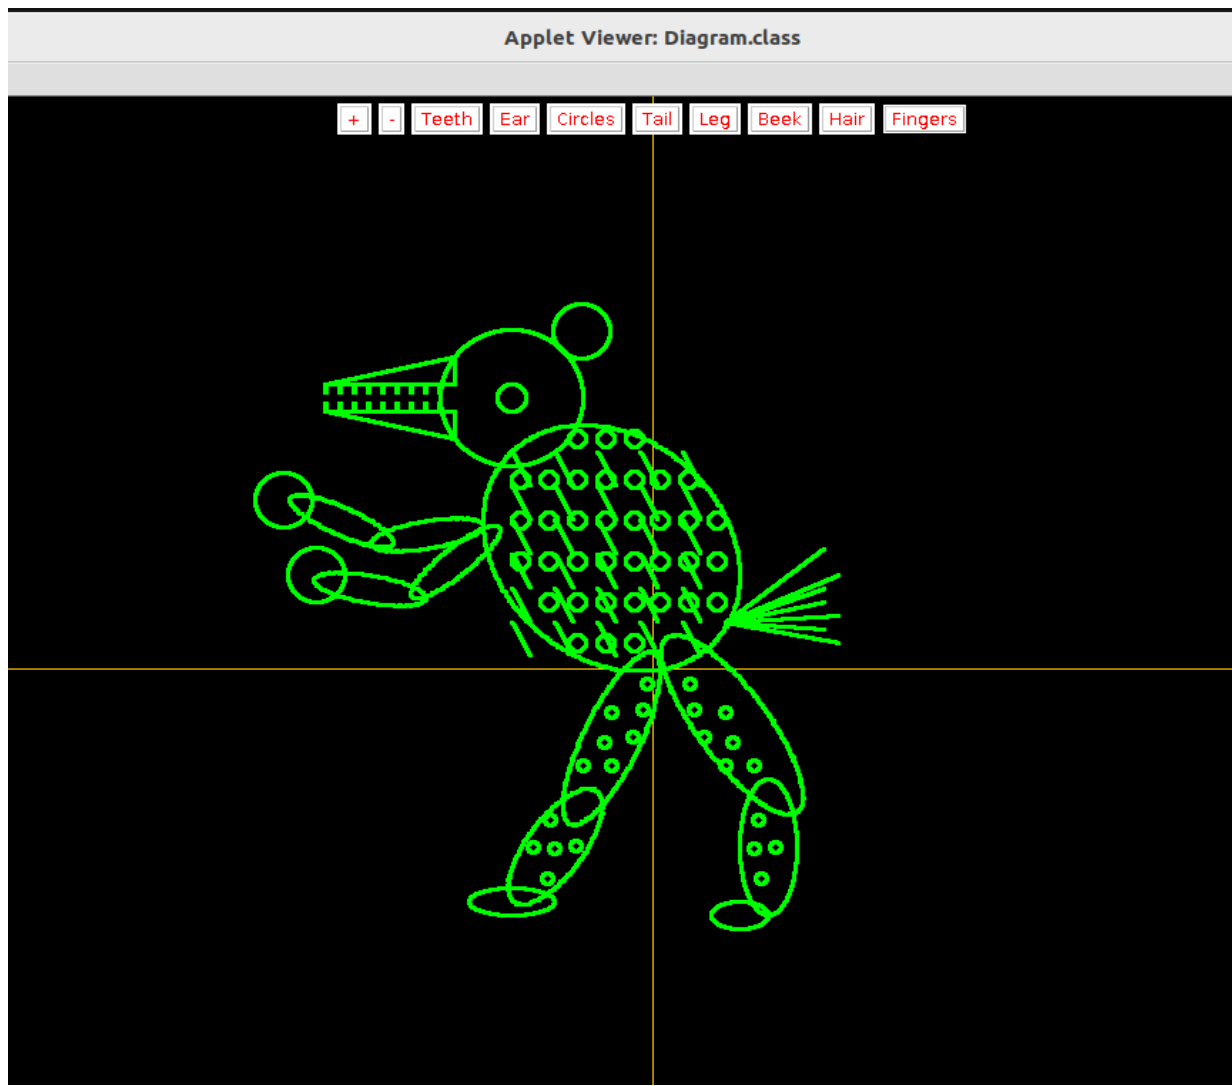 Applet Viewer: Diagram.class
+ - Teeth Ear Circles Tail Leg Beek Hair Fingers